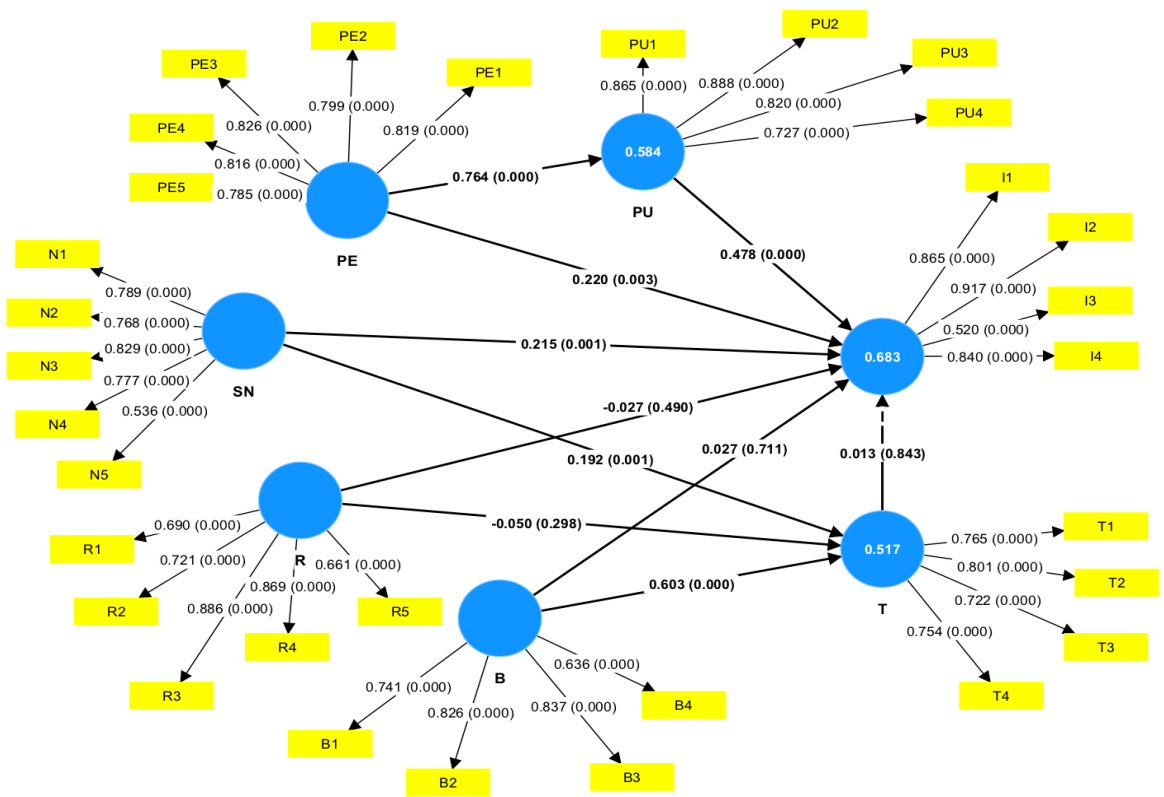 PE2
PU2
PE3
PU1
PU3
PE1
0.865 (0.000)
0.888 (0.000)
0.799 (0.000)
0.820 (0.000)
PU4
PE4
0.826 (0.000)
0.819 (0.000)
0.727 (0.000)
0.584
0.816 (0.000)
PE5
0.785 (0.000)
0.764 (0.000)
I1
PU
I2
PE
N1
0.478 (0.000)
0.865 (0.000)
0.220 (0.003)
0.917 (0.000)
0.789 (0.000)
I3
N2
0.768 (0.000)
0.520 (0.000)
0.829 (0.000)
0.215 (0.001)
0.683
0.840 (0.000)
I4
N3
0.777 (0.000)
SN
0.536 (0.000)
-0.027 (0.490)
N4
0.027 (0.711)
0.013 (0.843)
0.192 (0.001)
N5
0.690 (0.000)
-0.050 (0.298)
T1
R1
0.765 (0.000)
0.517
0.721 (0.000)
R
0.661 (0.000)
0.801 (0.000)
0.869 (0.000)
0.603 (0.000)
T2
R2
0.886 (0.000)
R5
0.722 (0.000)
T
0.754 (0.000)
R4
T3
0.636 (0.000)
B
R3
0.741 (0.000)
T4
B4
0.826 (0.000)
0.837 (0.000)
B1
B2
B3